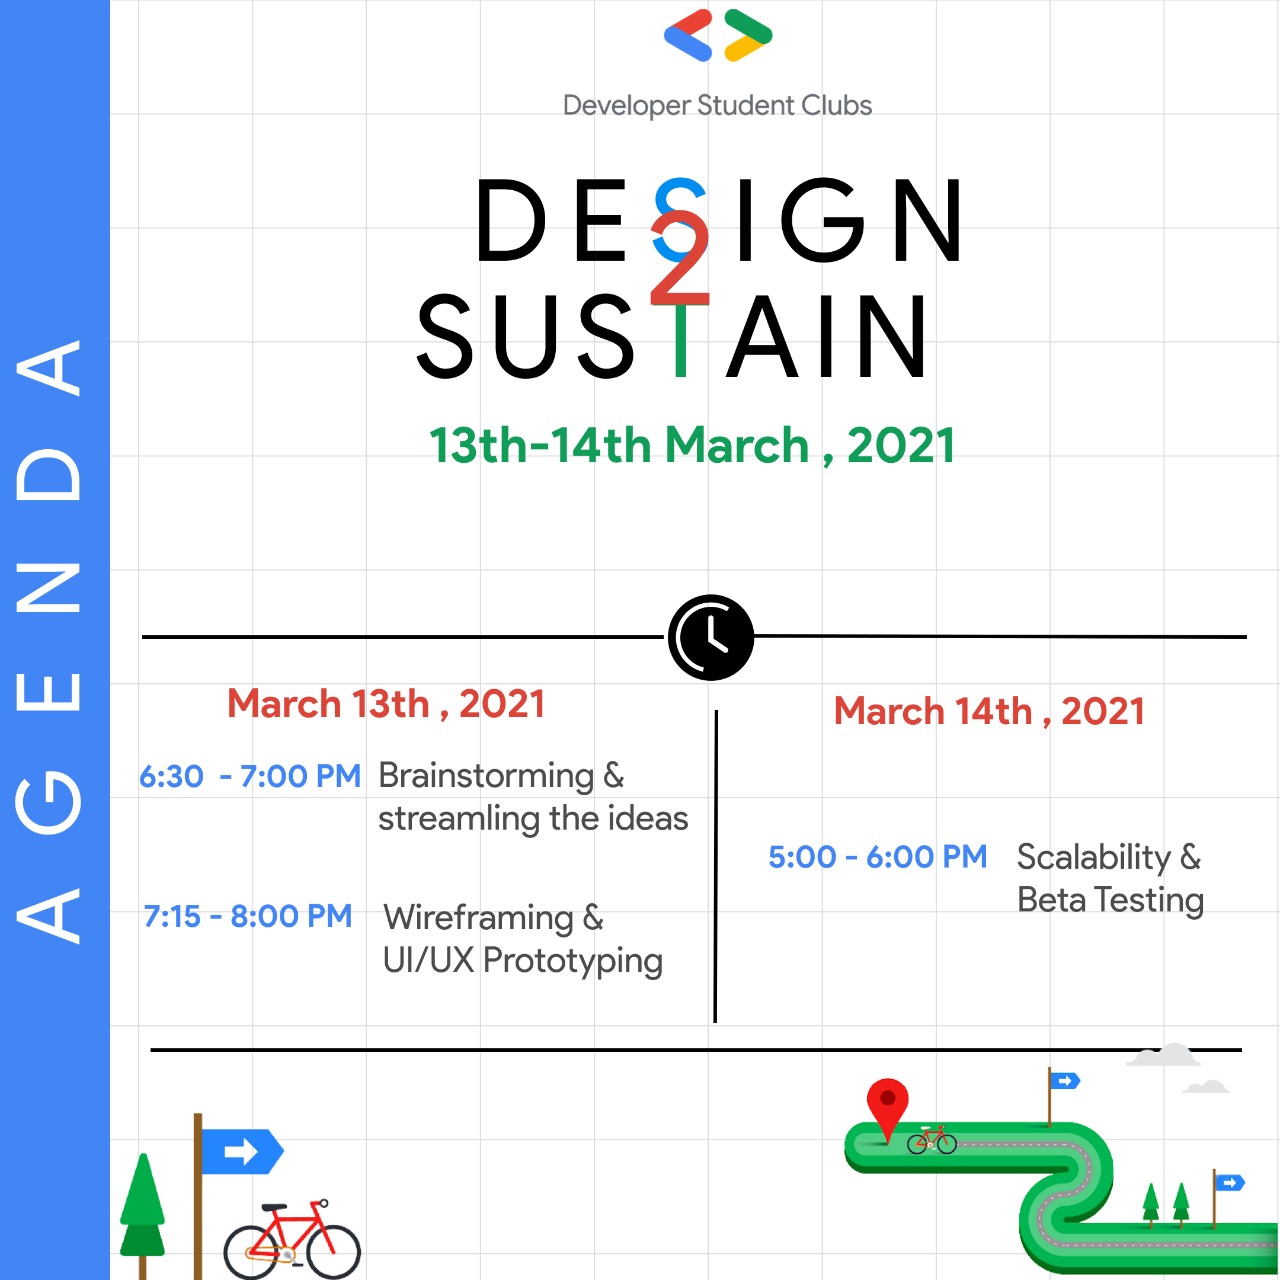 Developer Student Clubs
DESIGN
2
SUSTAIN
13th-14th March , 2021
AGENDA
March 13th , 2021
6:30 - 7:00 PM Brainstorming &
streamling the ideas
7:15 - 8:00 PM Wireframing &
UI/UX Prototyping
March 14th , 2021
5:00 - 6:00 PM Scalability &
Beta Testing